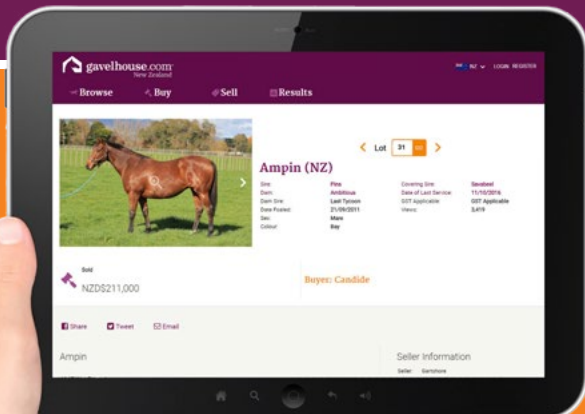 gavelhouse.com
New Zealand
NZ LOGIN REGISTER
Browse Buy Sell Results
Lot 31
Ampin (NZ)
Sire: Pins Covering Sire: Savabeel
Dam: Ambitious Date of Last Service: 11/10/2016
Dam Sire: Last Tycoon GST Applicable: GST Applicable
Date Foaled: 21/09/2011 Views: 3,419
Sex: Mare
Colour: Bay
Sold
NZD$211,000
Buyer: Candide
Share Tweet Email
Ampin Seller Information
Seller